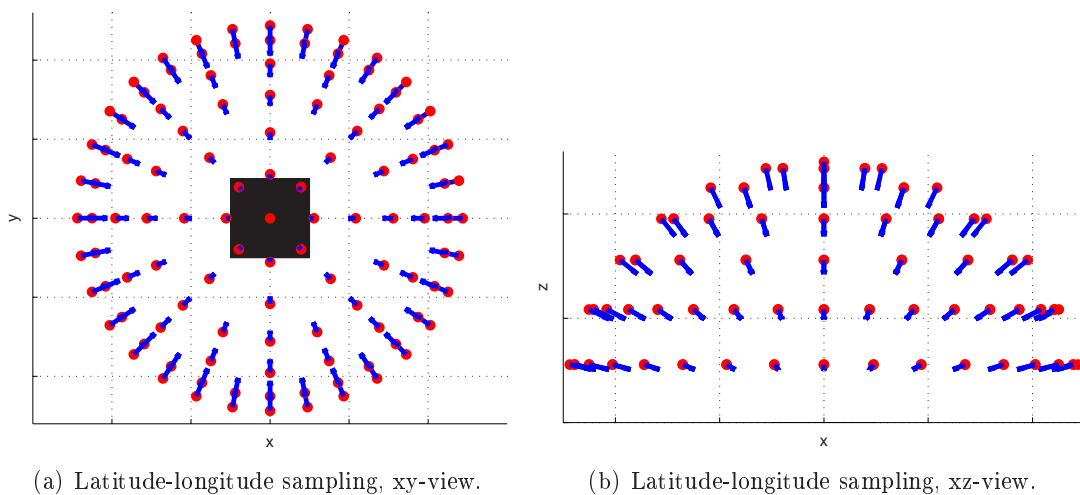 y
x
z
x
(a) Latitude-longitude sampling, xy-view.
(b) Latitude-longitude sampling, xz-view.